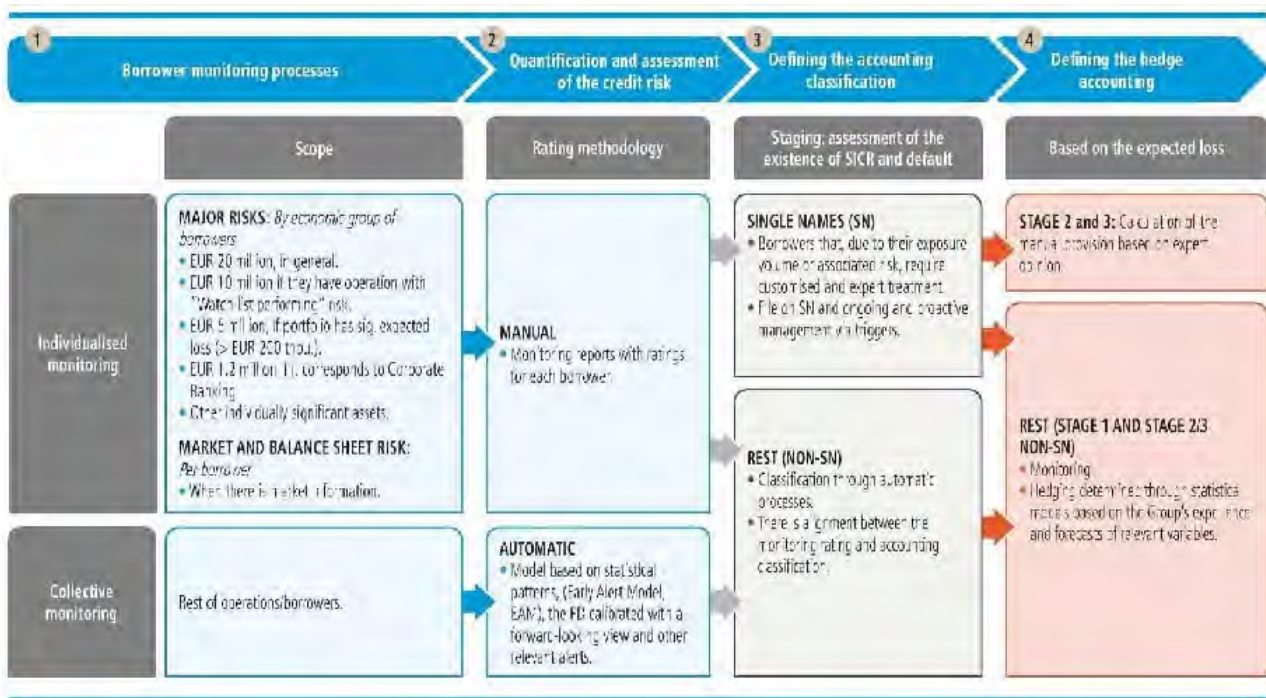 1
Borrower monitoring processes
2
Quantification and assessment
of the credit risk
3
Defining the accounting
classification
4
Defining the hedge
accounting
Scope
Rating methodology
Staging: assessment of the
existence of SICR and default
Based on the expected loss
Individualised
monitoring
MAJOR RISKS: By economic group of
borrowers
• EUR 20 million, in general.
• EUR 10 million if they have operation with
"Watch-list performing" risk.
• EUR 5 million, if portfolio has sig. expected
loss (> EUR 200 thou.).
• EUR 1.2 million corresponds to Corporate
Banking
• Other individually significant assets.
MARKET AND BALANCE SHEET RISK:
Per borrower
• When there is market information.
MANUAL
• Monitoring reports with ratings
for each borrower.
SINGLE NAMES (SN)
• Borrowers that, due to their exposure
volume or associated risk, require
customised and expert treatment.
• File on SN and ongoing and proactive
management via triggers.
STAGE 2 and 3: Calculation of the
manual provision based on expert
opinion.
REST (NON-SN)
• Classification through automatic
processes.
• There is alignment between the
monitoring rating and accounting
classification.
REST (STAGE 1 AND STAGE 2/3
NON-SN)
• Monitoring
• Hedging determined through statistical
models based on the Group's experience
and forecasts of relevant variables.
Collective
monitoring
Rest of operations/borrowers.
AUTOMATIC
• Model based on statistical
patterns, (Early Alert Model,
EAM), the PD calibrated with a
forward-looking view and other
relevant alerts.